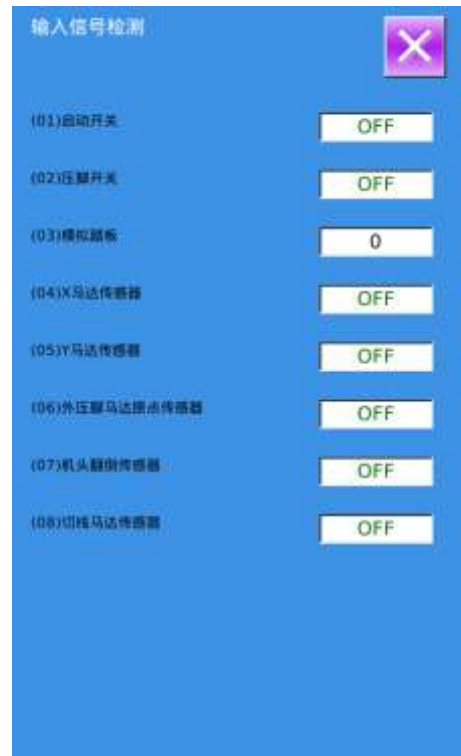 输入信号检测
(01)启动开关
OFF
(02)压脚开关
OFF
(03)模拟踏板
0
(04)X马达传感器
OFF
(05)Y马达传感器
OFF
(06)外压脚马达原点传感器
OFF
(07)机头翻倒传感器
OFF
(08)切线马达传感器
OFF